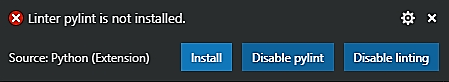 Linter pylint is not installed.
Source: Python (Extension) Install Disable pylint Disable linting